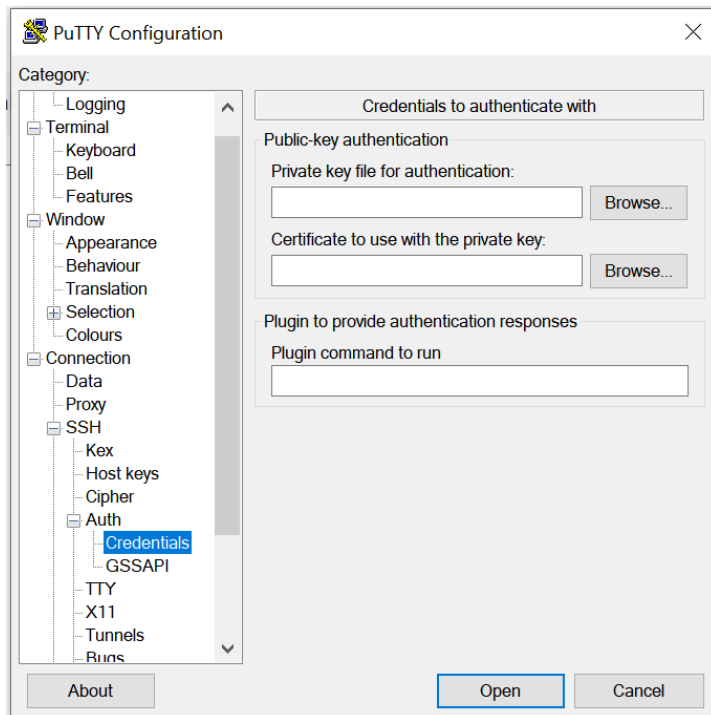 PuTTY Configuration
Category:
Logging
Terminal
Keyboard
Bell
Features
Window
Appearance
Behaviour
Translation
Selection
Colours
Connection
Data
Proxy
SSH
Kex
Host keys
Cipher
Auth
Credentials
GSSAPI
TTY
X11
Tunnels
Bugs
Credentials to authenticate with
Public-key authentication
Private key file for authentication:
Browse...
Certificate to use with the private key:
Browse...
Plugin to provide authentication responses
Plugin command to run
About
Open
Cancel